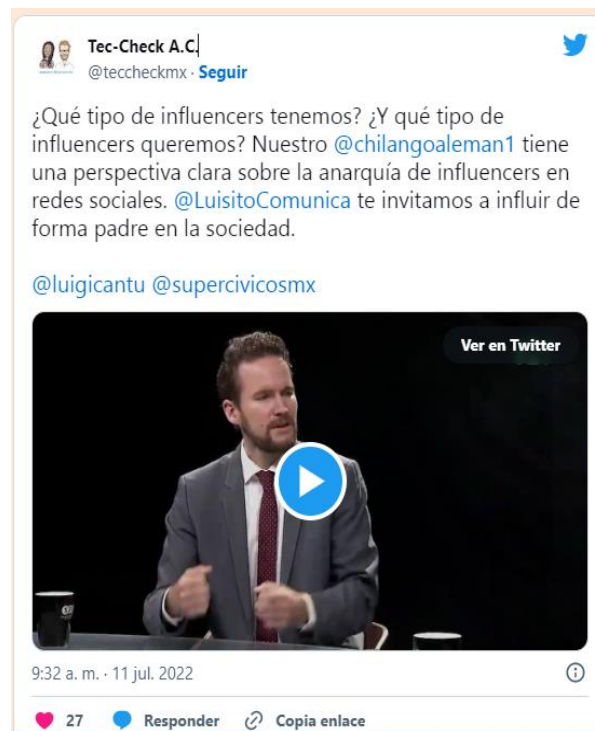 Tec-Check A.C.
@teccheckmx · Seguir
¿Qué tipo de influencers tenemos? ¿Y qué tipo de
influencers queremos? Nuestro @chilangoaleman1 tiene
una perspectiva clara sobre la anarquía de influencers en
redes sociales. @LuisitoComunica te invitamos a influir de
forma padre en la sociedad.
@luigicantu @supercivicosmx
Ver en Twitter
9:32 a. m. · 11 jul. 2022
27 Responder Copia enlace